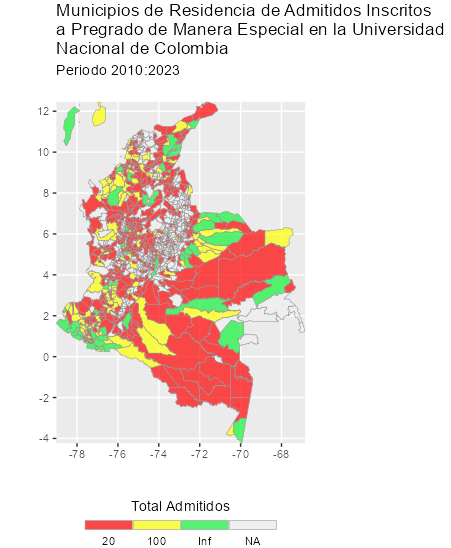 Municipios de Residencia de Admitidos Inscritos
a Pregrado de Manera Especial en la Universidad
Nacional de Colombia
Periodo 2010:2023
12
10
8
6
4
2
0
-2
-4
-78 -76 -74 -72 -70 -68
Total Admitidos
20 100 Inf NA